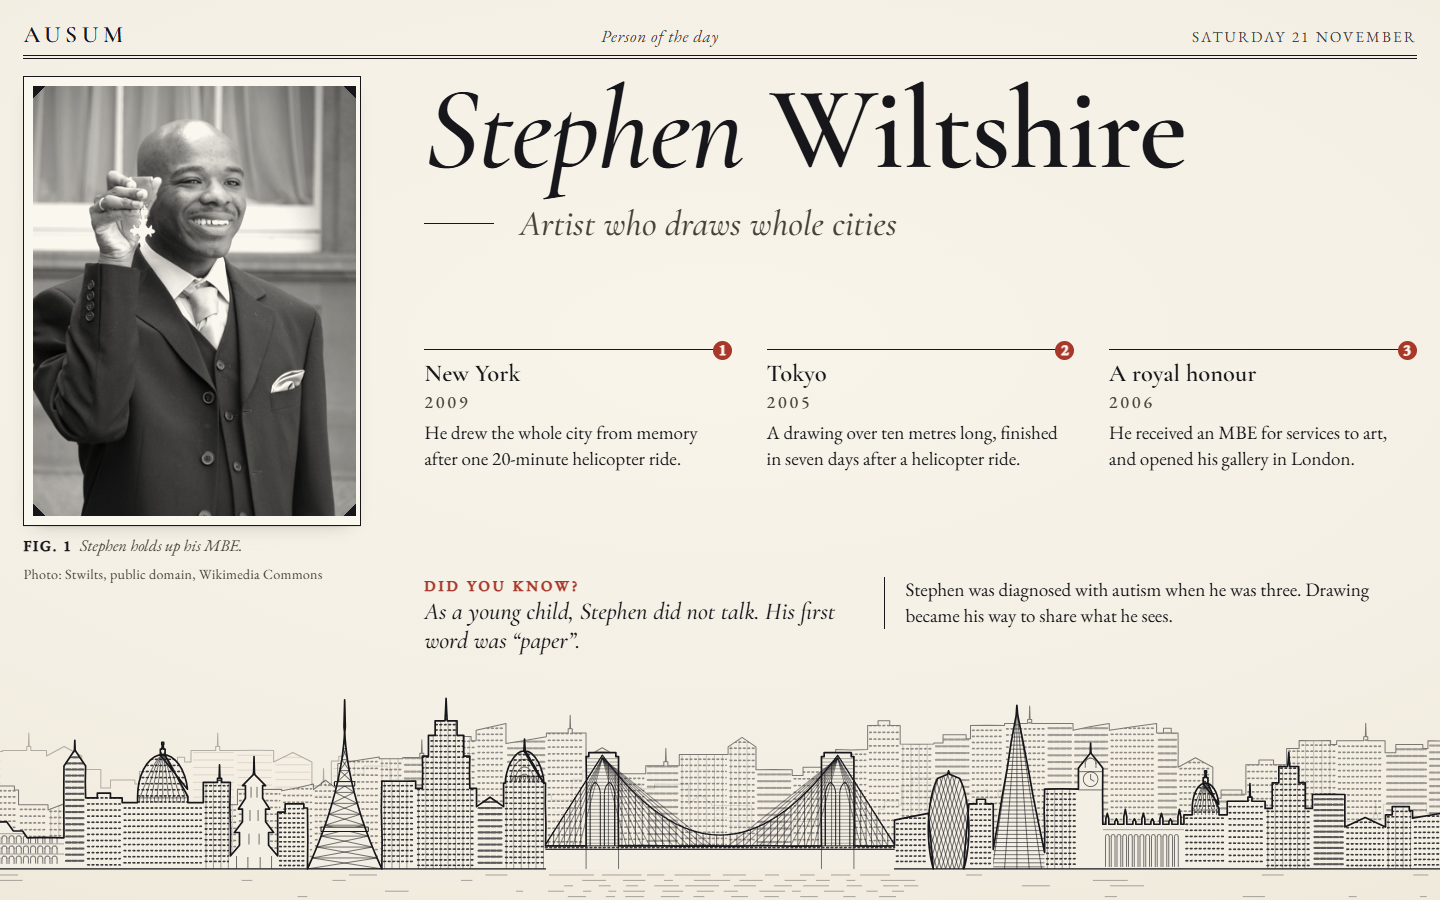 AUSUM
Person of the day
SATURDAY 21 NOVEMBER
Stephen Wiltshire
Artist who draws whole cities
1
New York
2009
He drew the whole city from memory
after one 20-minute helicopter ride.
2
Tokyo
2005
A drawing over ten metres long, finished
in seven days after a helicopter ride.
3
A royal honour
2006
He received an MBE for services to art,
and opened his gallery in London.
FIG. 1 Stephen holds up his MBE.
Photo: Stwilts, public domain, Wikimedia Commons
DID YOU KNOW?
As a young child, Stephen did not talk. His first
word was “paper”.
Stephen was diagnosed with autism when he was three. Drawing
became his way to share what he sees.